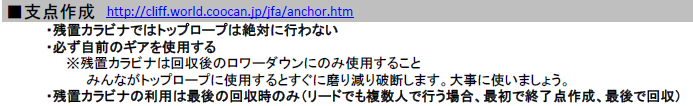 ■支点作成 http://cliff.world.coocan.jp/jfa/anchor.htm
・残置カラビナではトップロープは絶対に行わない
・必ず自前のギアを使用する
※残置カラビナは回収後のロワーダウンにのみ使用すること
みんながトップロープに使用するとすぐに磨り減り破断します。大事に使いましょう。
・残置カラビナの利用は最後の回収時のみ（リードでも複数人で行う場合、最初で終了点作成、最後で回収）